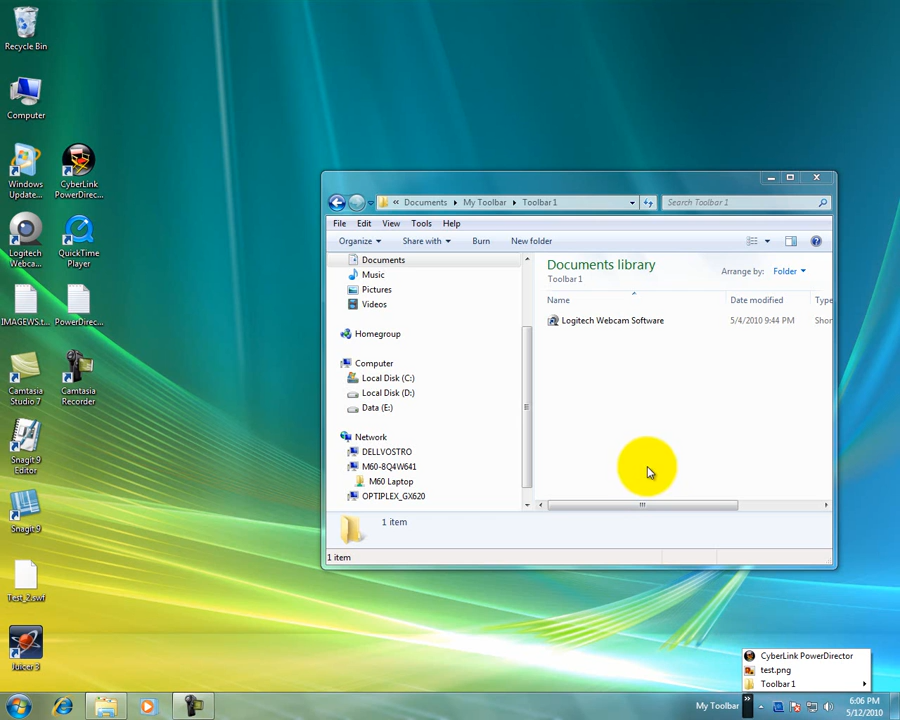 Recycle Bin
Computer
Windows
Update...
CyberLink
PowerDirec...
Logitech
Webca...
QuickTime
Player
IMAGEWS.t...
PowerDirec...
Camtasia
Studio 7
Camtasia
Recorder
Snagit 9
Editor
Snagit 9
Test_2.swf
Juicer 3
« Documents My Toolbar Toolbar 1
Search Toolbar 1
File Edit View Tools Help
Organize Share with Burn New folder
Documents
Music
Pictures
Videos
Homegroup
Computer
Local Disk (C:)
Local Disk (D:)
Data (E:)
Network
DELLVOSTRO
M60-8Q4W641
M60 Laptop
OPTIPLEX_GX620
Documents library
Toolbar 1
Arrange by: Folder
Name Date modified Type
Logitech Webcam Software 5/4/2010 9:44 PM Shor
1 item
1 item
CyberLink PowerDirector
test.png
Toolbar 1
My Toolbar »
6:06 PM
5/12/2010